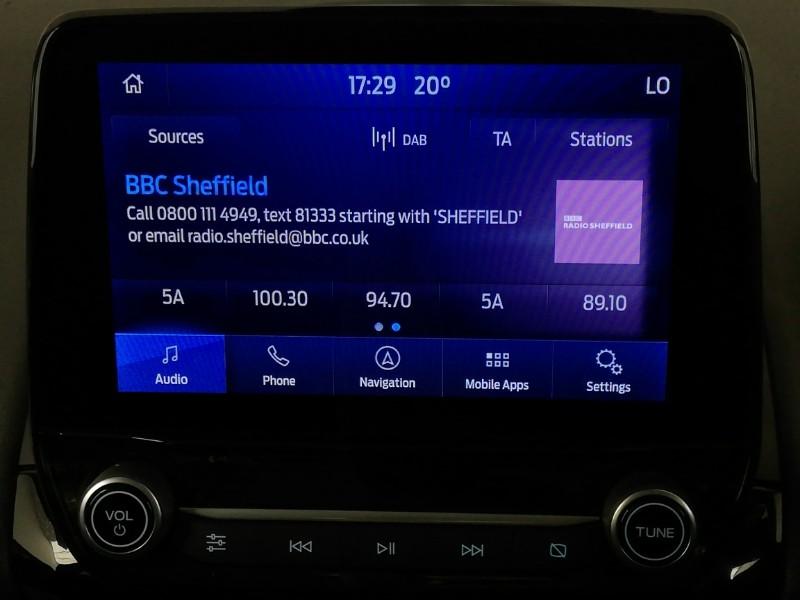 17:29 20º LO
Sources DAB TA Stations
BBC Sheffield
Call 0800 111 4949, text 81333 starting with 'SHEFFIELD'
or email radio.sheffield@bbc.co.uk
BBC
RADIO SHEFFIELD
5A 100.30 94.70 5A 89.10
Audio Phone Navigation Mobile Apps Settings
VOL
TUNE